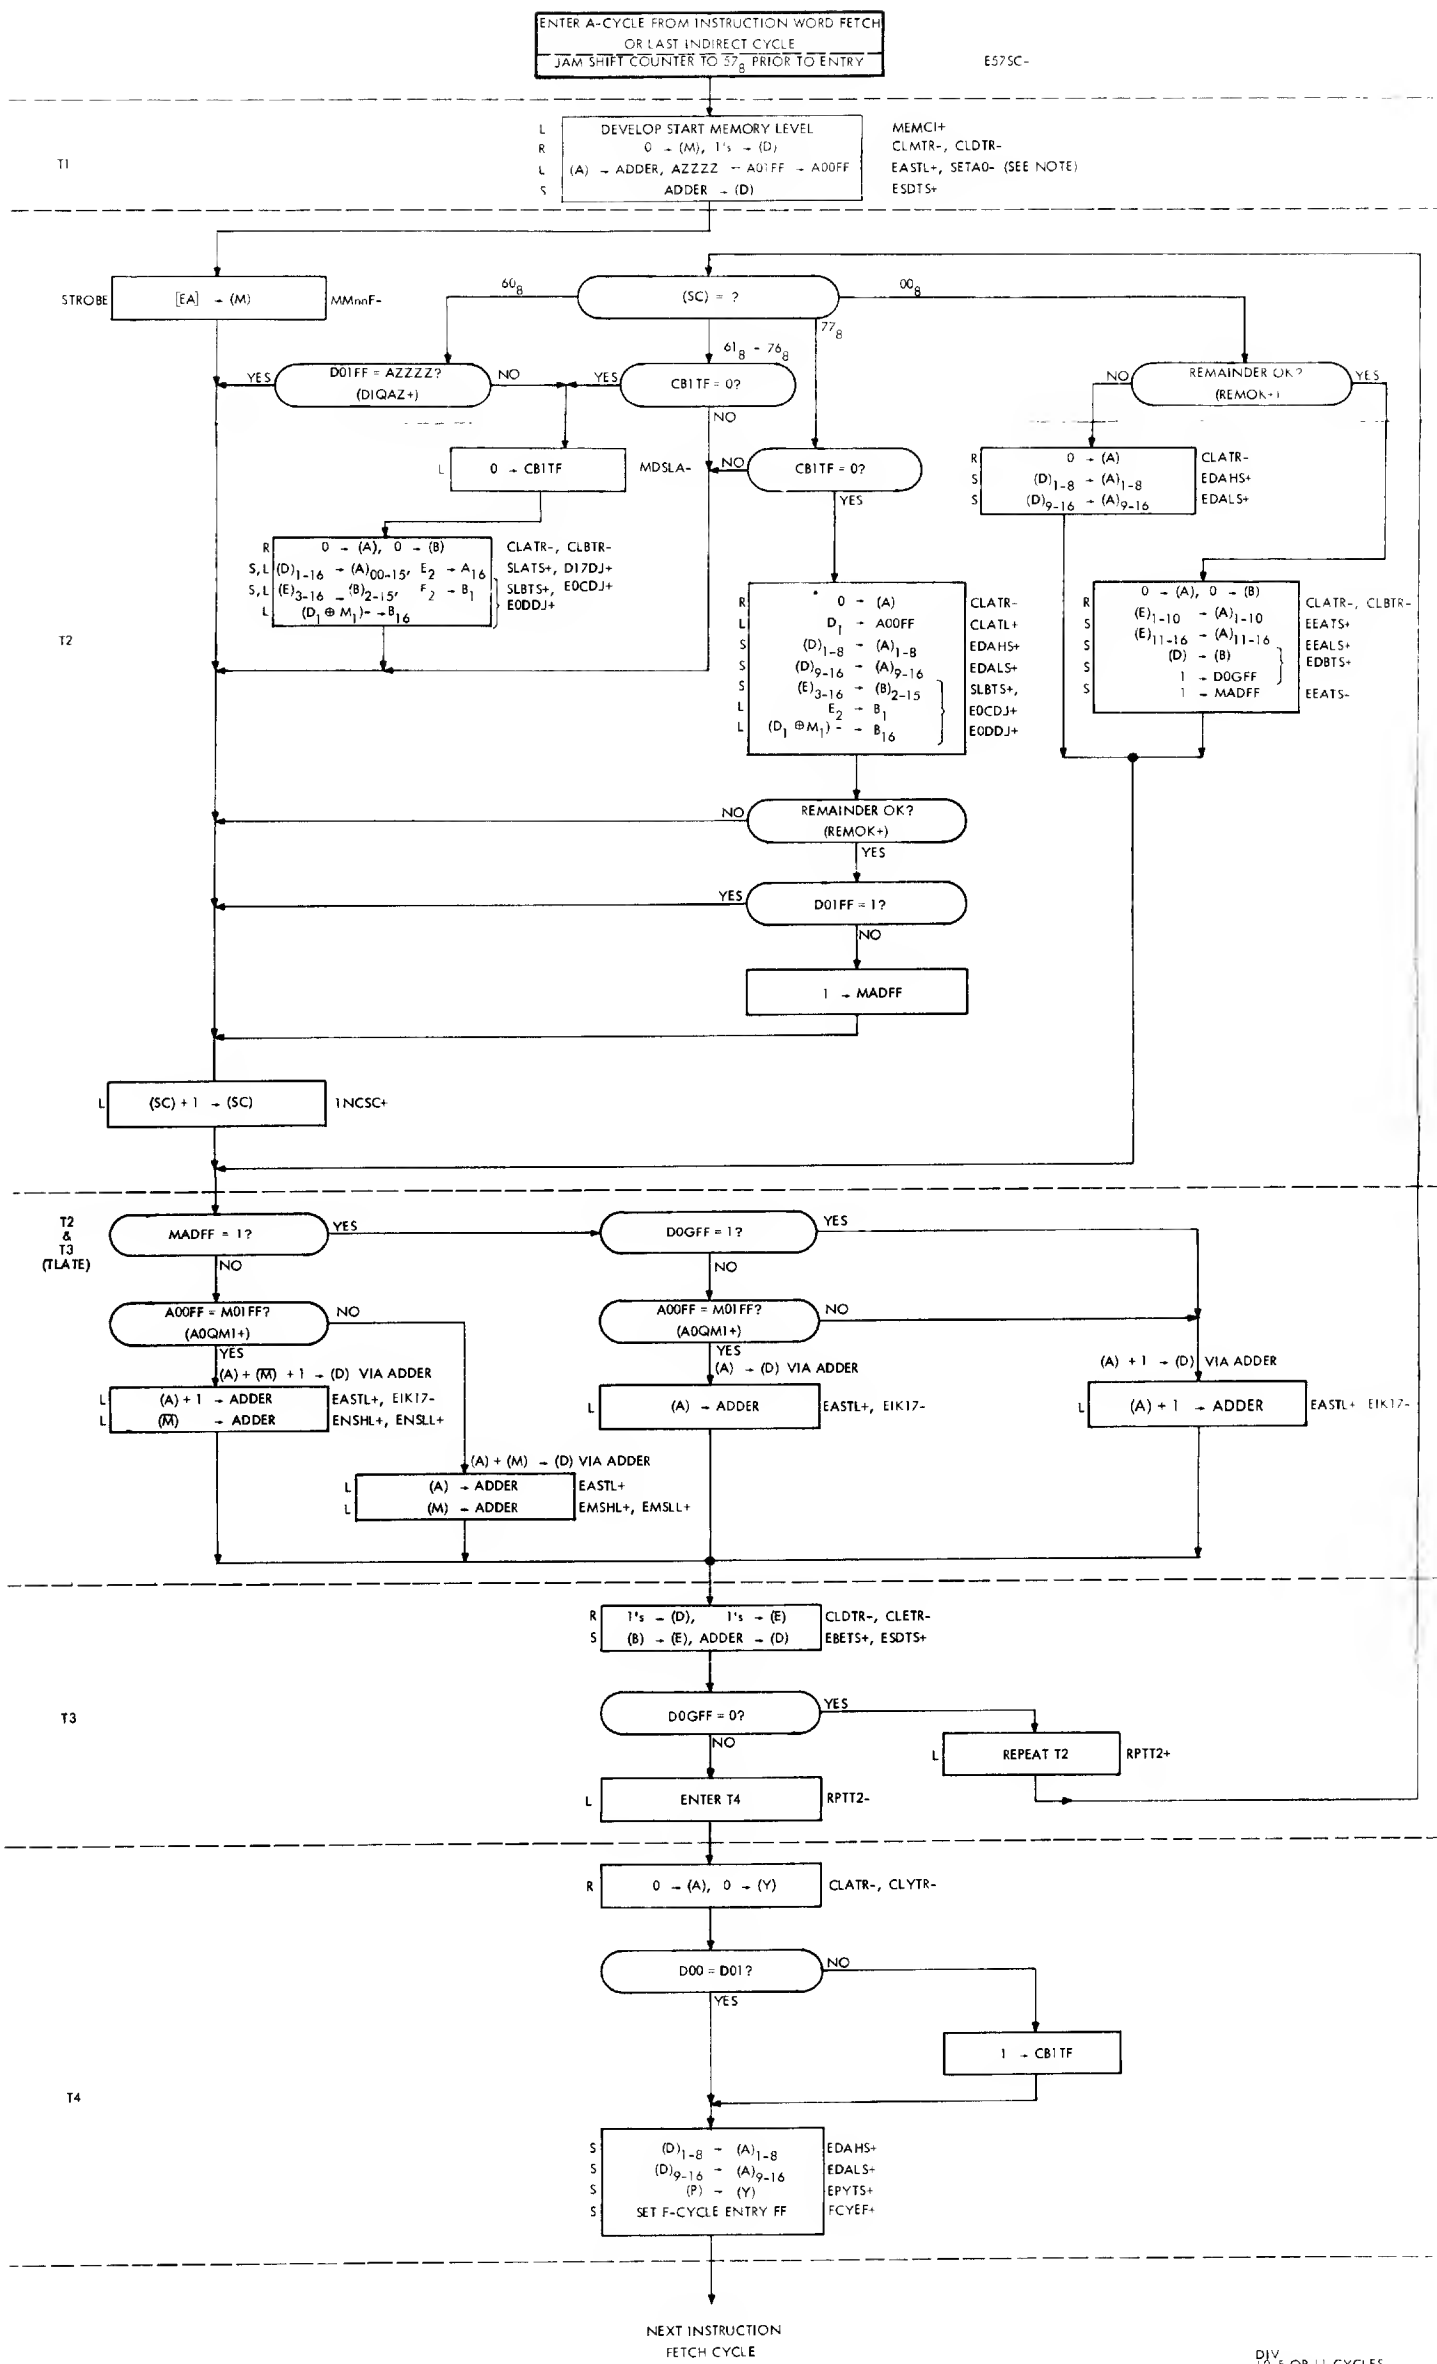 ENTER A-CYCLE FROM INSTRUCTION WORD FETCH
OR LAST INDIRECT CYCLE
JAM SHIFT COUNTER TO 57₈ PRIOR TO ENTRY
E57SC-
T1
L DEVELOP START MEMORY LEVEL MEMCI+
R 0 → (M), 1's → (D) CLMTR-, CLDTR-
L (A) → ADDER, AZZZZ → A01FF → A00FF EASTL+, SETA0- (SEE NOTE)
S ADDER → (D) ESDTS+
STROBE [EA] → (M) MMnnF-
(SC) = ?
60₈
00₈
77₈
61₈ - 76₈
D01FF = AZZZZ?
(D1QAZ+)
YES
NO
YES
CB1TF = 0?
NO
REMAINDER OK?
(REMOK+)
NO
YES
L 0 → CB1TF MDSLA-
NO
CB1TF = 0?
YES
R 0 → (A) CLATR-
S (D)1-8 → (A)1-8 EDAHS+
S (D)9-16 → (A)9-16 EDALS+
R 0 → (A), 0 → (B) CLATR-, CLBTR-
S,L (D)1-16 → (A)00-15, E2 → A16 SLATS+, D17DJ+
S,L (E)3-16 → (B)2-15, E2 → B1 SLBTS+, E0CDJ+
L (D1 ⊕ M1)- → B16 E0DDJ+
T2
R 0 → (A) CLATR-
L D1 → A00FF CLATL+
S (D)1-8 → (A)1-8 EDAHS+
S (D)9-16 → (A)9-16 EDALS+
S (E)3-16 → (B)2-15 SLBTS+,
L E2 → B1 E0CDJ+
L (D1 ⊕ M1)- → B16 E0DDJ+
R 0 → (A), 0 → (B) CLATR-, CLBTR-
S (E)1-10 → (A)1-10 EEATS+
S (E)11-16 → (A)11-16 EEALS+
S (D) → (B) EDBTS+
1 → D0GFF
S 1 → MADFF EEATS-
NO
REMAINDER OK?
(REMOK+)
YES
YES
D01FF = 1?
NO
1 → MADFF
L (SC) + 1 → (SC) INCSC+
T2
&
T3
(TLATE)
MADFF = 1?
YES
NO
D0GFF = 1?
YES
NO
A00FF = M01FF?
(A0QM1+)
NO
YES
A00FF = M01FF?
(A0QM1+)
NO
YES
(A) + (M̅) + 1 → (D) VIA ADDER
L (A) + 1 → ADDER EASTL+, EIK17-
L (M̅) → ADDER ENSHL+, ENSLL+
(A) → (D) VIA ADDER
L (A) → ADDER EASTL+, EIK17-
(A) + 1 → (D) VIA ADDER
L (A) + 1 → ADDER EASTL+ EIK17-
(A) + (M) → (D) VIA ADDER
L (A) → ADDER EASTL+
L (M) → ADDER EMSHL+, EMSLL+
R 1's → (D), 1's → (E) CLDTR-, CLETR-
S (B) → (E), ADDER → (D) EBETS+, ESDTS+
T3
D0GFF = 0?
YES
NO
L REPEAT T2 RPTT2+
L ENTER T4 RPTT2-
R 0 → (A), 0 → (Y) CLATR-, CLYTR-
D00 = D01?
NO
YES
1 → CB1TF
T4
S (D)1-8 → (A)1-8 EDAHS+
S (D)9-16 → (A)9-16 EDALS+
S (P) → (Y) EPYTS+
S SET F-CYCLE ENTRY FF FCYEF+
NEXT INSTRUCTION
FETCH CYCLE
DIV
OR 11 CYCLES